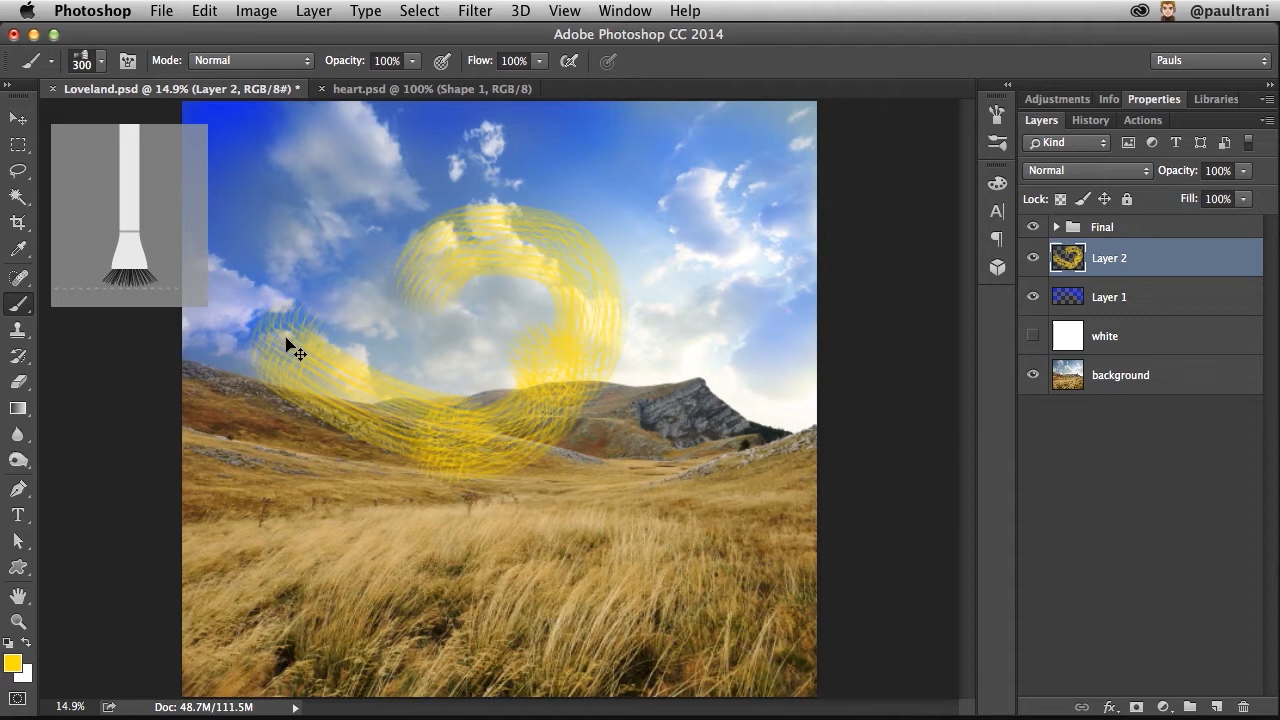 Photoshop File Edit Image Layer Type Select Filter 3D View Window Help @paultrani
Adobe Photoshop CC 2014
300 Mode: Normal Opacity: 100% Flow: 100% Pauls
× Loveland.psd @ 14.9% (Layer 2, RGB/8#) * × heart.psd @ 100% (Shape 1, RGB/8)
Adjustments Info Properties Libraries
Layers History Actions
Kind
Normal Opacity: 100%
Lock: Fill: 100%
Final
Layer 2
Layer 1
white
background
14.9% Doc: 48.7M/111.5M